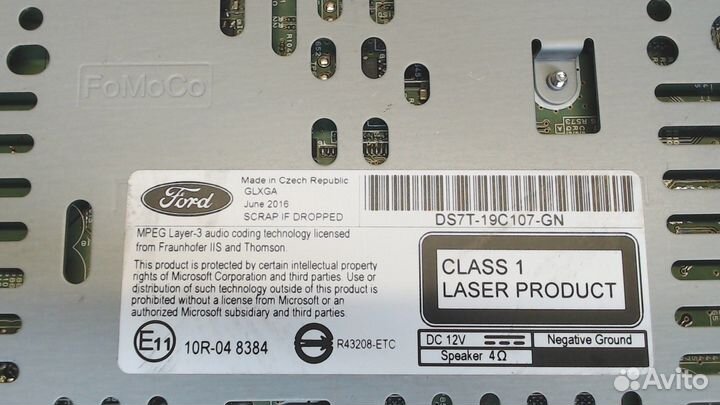 FoMoCo
Ford
Made in Czech Republic
GLXGA
June 2016
SCRAP IF DROPPED
DS7T-19C107-GN
MPEG Layer-3 audio coding technology licensed
from Fraunhofer IIS and Thomson.
This product is protected by certain intellectual property
rights of Microsoft Corporation and third parties. Use or
distribution of such technology outside of this product is
prohibited without a license from Microsoft or an
authorized Microsoft subsidiary and third parties
CLASS 1
LASER PRODUCT
E11
10R-04 8384
R43208-ETC
DC 12V
Negative Ground
Speaker 4Ω
Avito